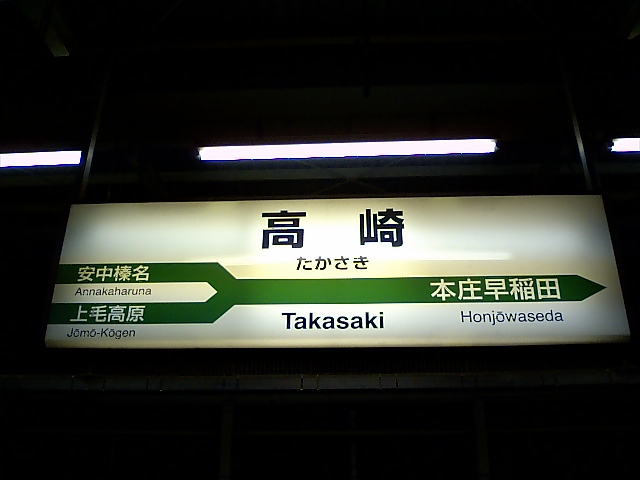 高崎
たかさき
安中榛名
Annakaharuna
上毛高原
Jōmō-Kōgen
Takasaki
本庄早稲田
Honjōwaseda